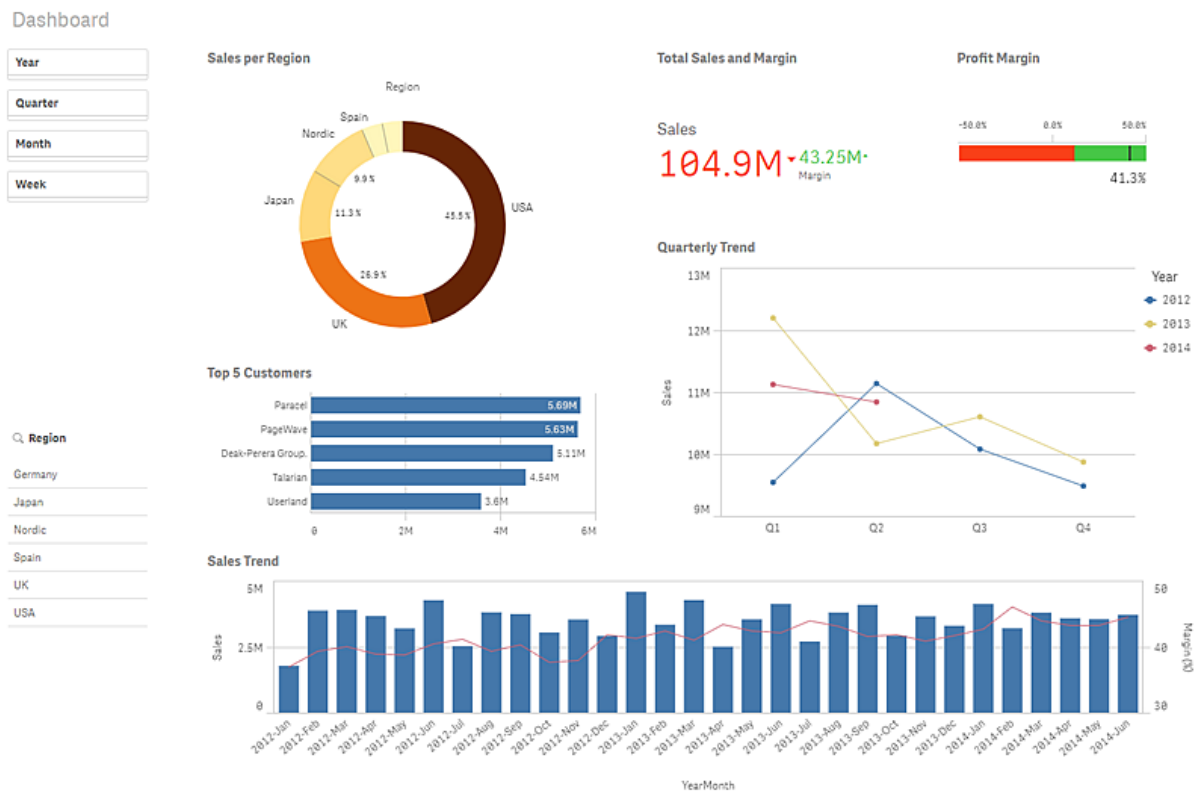 Dashboard
Year
Quarter
Month
Week
Region
Germany
Japan
Nordic
Spain
UK
USA
Sales per Region
Region
Spain
Nordic
Japan
UK
USA
9.9%
11.3%
26.9%
45.5%
Total Sales and Margin
Sales
104.9M
43.25M
Margin
Profit Margin
-50.0% 0.0% 50.0%
41.3%
Top 5 Customers
Paracel 5.69M
PageWave 5.63M
Deak-Perera Group. 5.11M
Talarian 4.54M
Userland 3.6M
0 2M 4M 6M
Quarterly Trend
13M
12M
11M
10M
9M
Sales
Q1 Q2 Q3 Q4
Year
2012
2013
2014
Sales Trend
5M
2.5M
0
Sales
50
40
30
Margin (%)
2012-Jan 2012-Feb 2012-Mar 2012-Apr 2012-May 2012-Jun 2012-Jul 2012-Aug 2012-Sep 2012-Oct 2012-Nov 2012-Dec 2013-Jan 2013-Feb 2013-Mar 2013-Apr 2013-May 2013-Jun 2013-Jul 2013-Aug 2013-Sep 2013-Oct 2013-Nov 2013-Dec 2014-Jan 2014-Feb 2014-Mar 2014-Apr 2014-May 2014-Jun
YearMonth